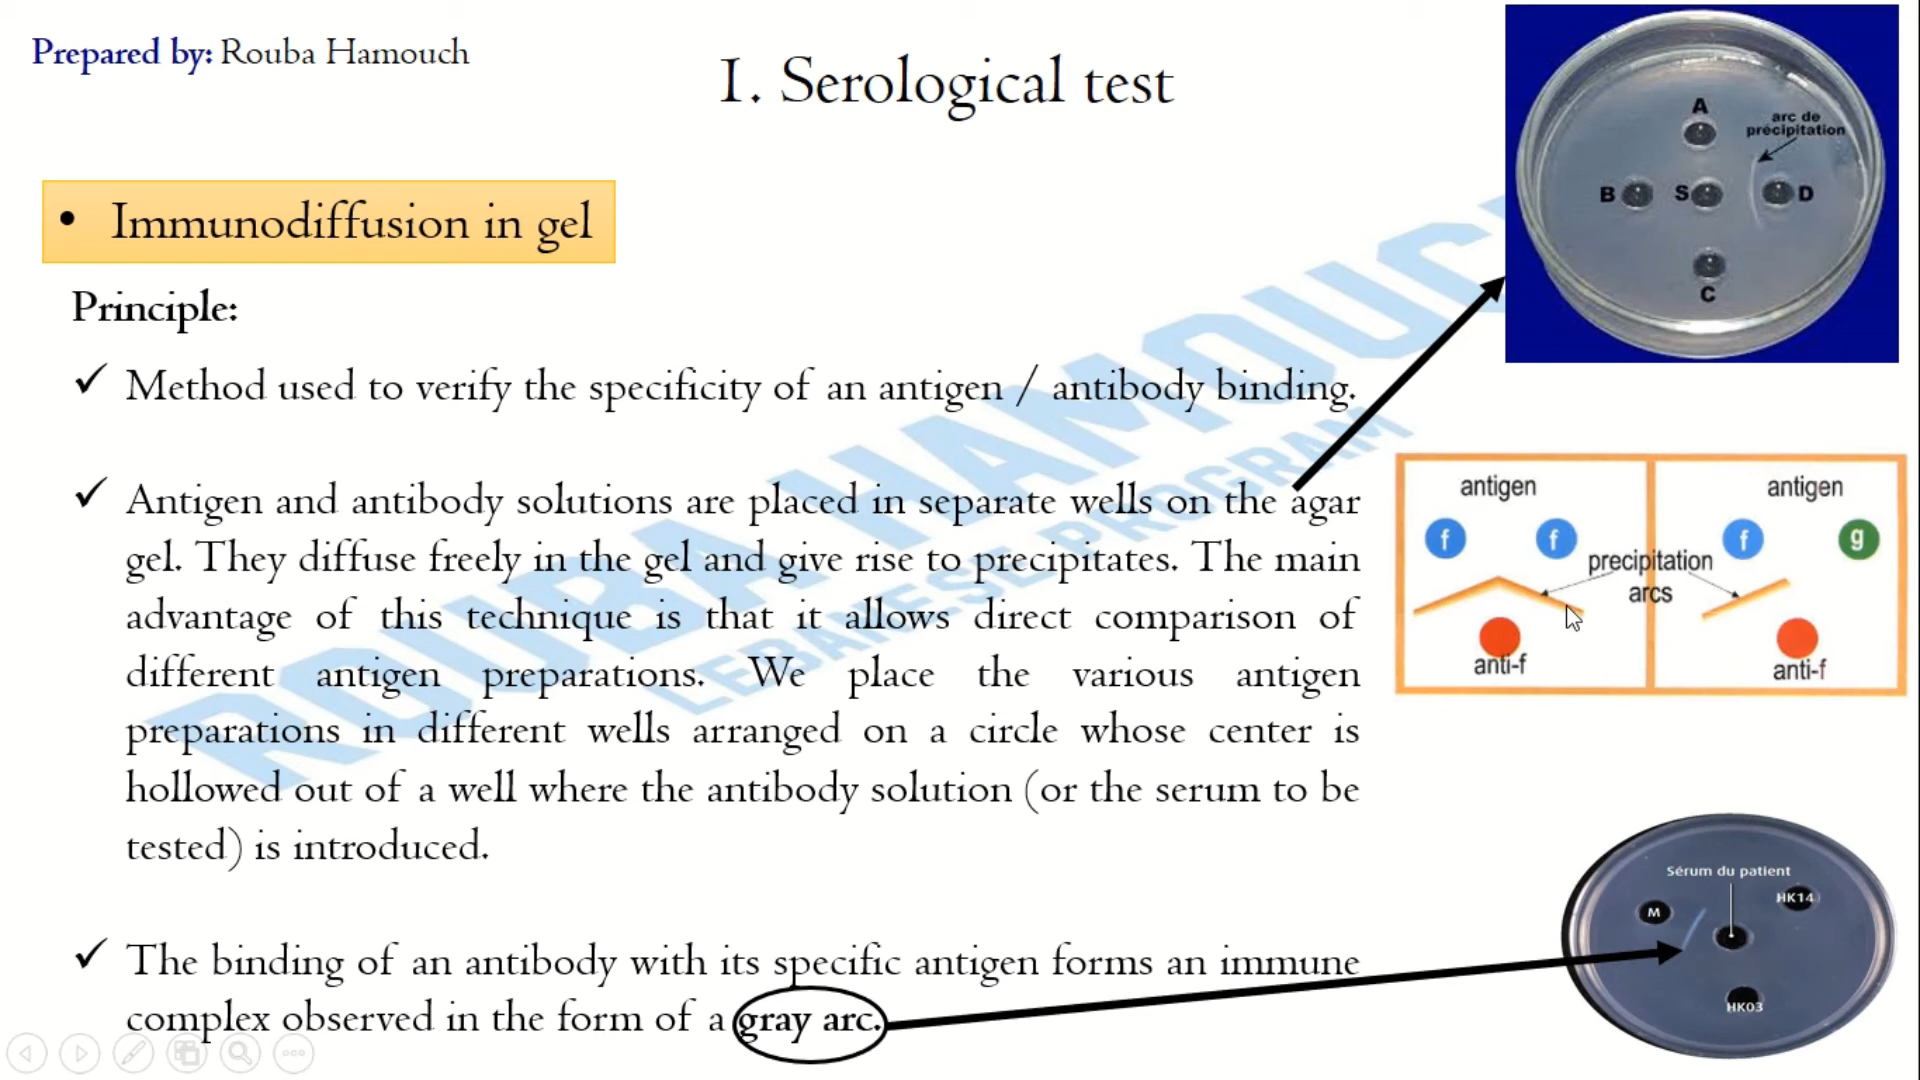 Prepared by: Rouba Hamouch
I. Serological test
• Immunodiffusion in gel
Principle:
✓ Method used to verify the specificity of an antigen / antibody binding.
✓ Antigen and antibody solutions are placed in separate wells on the agar
gel. They diffuse freely in the gel and give rise to precipitates. The main
advantage of this technique is that it allows direct comparison of
different antigen preparations. We place the various antigen
preparations in different wells arranged on a circle whose center is
hollowed out of a well where the antibody solution (or the serum to be
tested) is introduced.
✓ The binding of an antibody with its specific antigen forms an immune
complex observed in the form of a gray arc.
A
arc de
précipitation
B S D
C
antigen antigen
f f f g
precipitation
arcs
anti-f anti-f
Sérum du patient
M HK14
HK03
ROUBA HAMOUC
LEBANESE PROGRAM